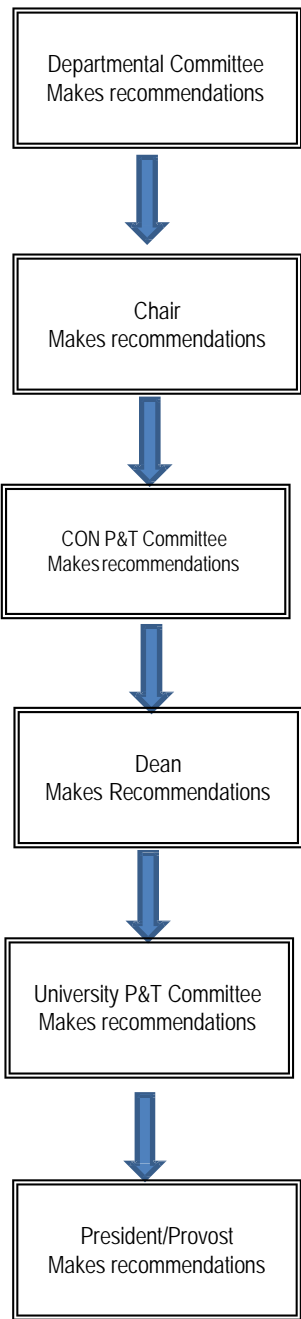 Departmental Committee
Makes recommendations
Chair
Makes recommendations
CON P&T Committee
Makes recommendations
Dean
Makes Recommendations
University P&T Committee
Makes recommendations
President/Provost
Makes recommendations